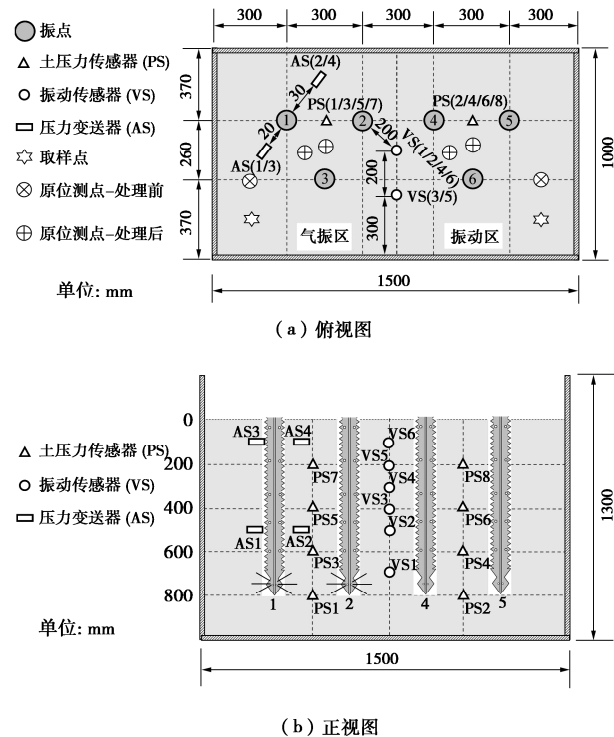 300 300 300 300 300
振点
土压力传感器 (PS)
振动传感器 (VS)
压力变送器 (AS)
取样点
原位测点-处理前
原位测点-处理后
单位: mm
370
260
370
AS(2/4)
30
PS(1/3/5/7)
PS(2/4/6/8)
1
2
4
5
20
200
AS(1/3)
VS(1/2/4/6)
3
200
6
VS(3/5)
300
气振区
振动区
1000
1500
(a) 俯视图
土压力传感器 (PS)
振动传感器 (VS)
压力变送器 (AS)
单位: mm
0
200
400
600
800
AS3
AS4
VS6
VS5
PS7
VS4
PS8
VS3
PS5
VS2
PS6
AS1
AS2
PS3
VS1
PS4
1
PS1
2
4
PS2
5
1300
1500
(b) 正视图